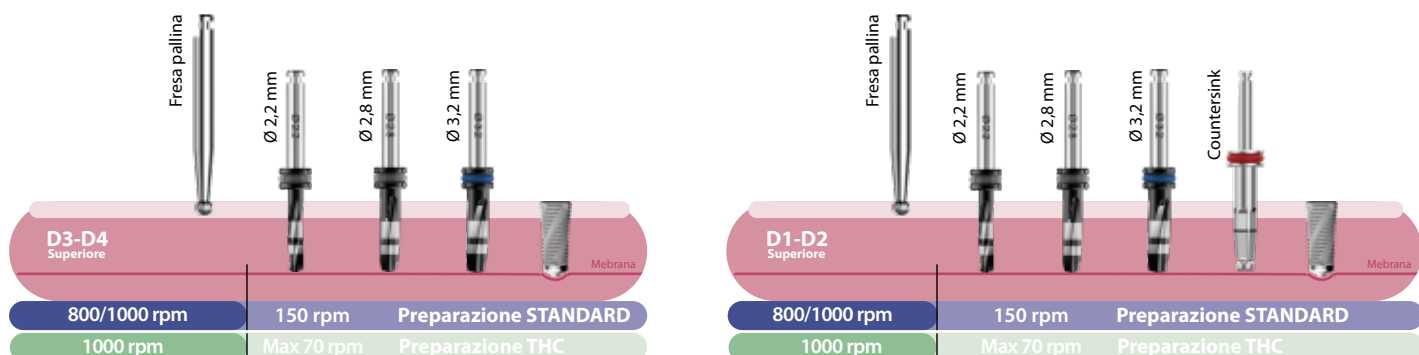 Fresa pallina
Ø 2,2 mm
Ø 2,8 mm
Ø 3,2 mm
D3-D4
Superiore
Mebrana
800/1000 rpm
150 rpm
Preparazione STANDARD
1000 rpm
Max 70 rpm
Preparazione THC
Fresa pallina
Ø 2,2 mm
Ø 2,8 mm
Ø 3,2 mm
Countersink
D1-D2
Superiore
Mebrana
800/1000 rpm
150 rpm
Preparazione STANDARD
1000 rpm
Max 70 rpm
Preparazione THC